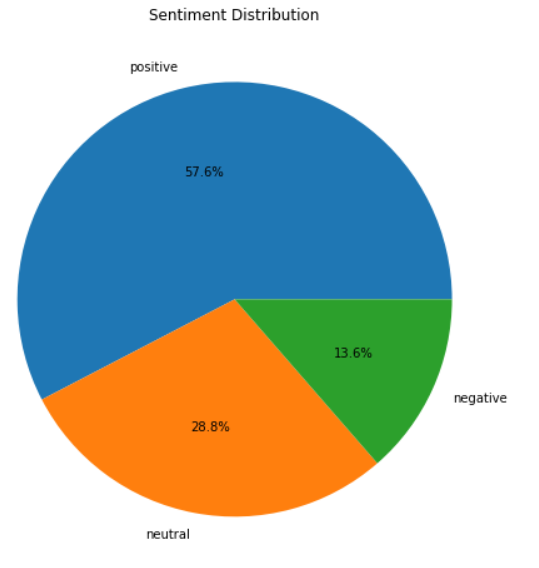 Sentiment Distribution
positive
57.6%
13.6%
negative
28.8%
neutral